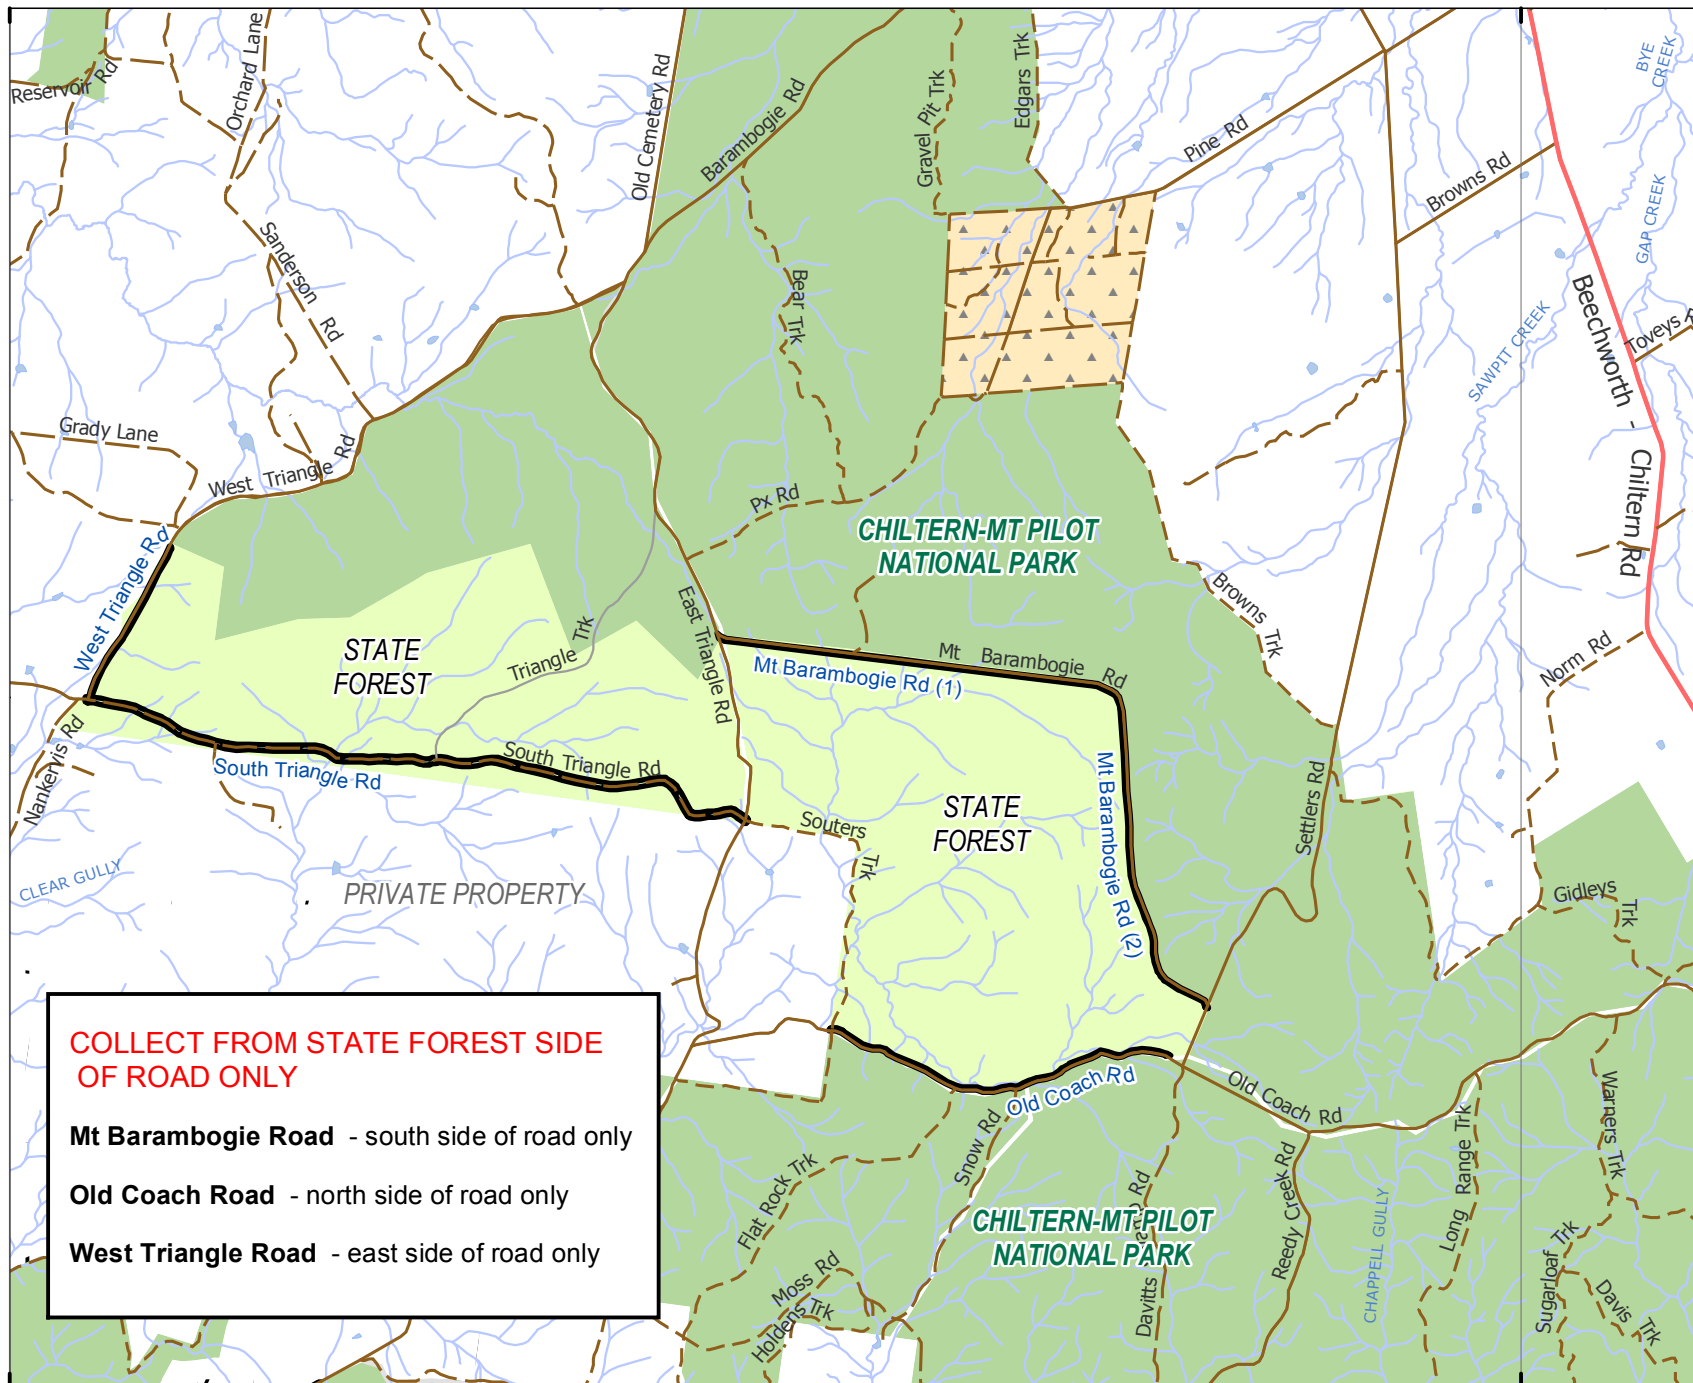 Reservoir Rd
Orchard Lane
Old Cemetery Rd
Barambogie Rd
Gravel Pit Trk
Edgars Trk
Pine Rd
Browns Rd
BYE
CREEK
GAP CREEK
Sanderson Rd
Bear Trk
SAWPIT CREEK
Beechworth - Chiltern Rd
Toveys
Grady Lane
West Triangle Rd
Px Rd
CHILTERN-MT PILOT
NATIONAL PARK
West Triangle Rd
Browns Trk
East Triangle Rd
Triangle Trk
STATE
FOREST
Mt Barambogie Rd
Mt Barambogie Rd (1)
Norm Rd
Nankervis Rd
South Triangle Rd
South Triangle Rd
Mt Barambogie Rd (2)
Settlers Rd
STATE
FOREST
Souters Trk
CLEAR GULLY
PRIVATE PROPERTY
Gidleys Trk
COLLECT FROM STATE FOREST SIDE
OF ROAD ONLY
Mt Barambogie Road - south side of road only
Old Coach Road - north side of road only
West Triangle Road - east side of road only
Old Coach Rd
Old Coach Rd
Snow Rd
Flat Rock Trk
Long Range Trk
Warners Trk
Reedy Creek Rd
CHAPPELL GULLY
CHILTERN-MT PILOT
NATIONAL PARK
Davitts
Rd
Moss Rd
Holdens Trk
Sugarloaf Trk
Davis Trk